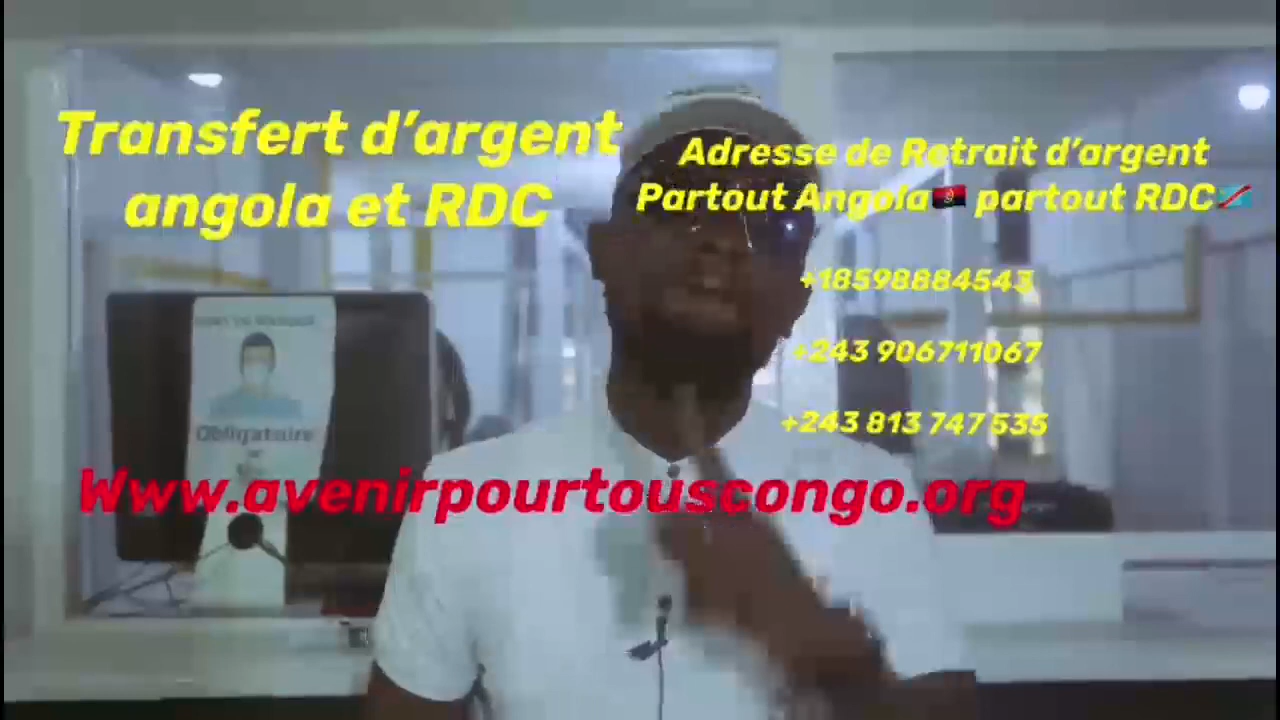 Transfert d'argent
angola et RDC
Adresse de Retrait d'argent
Partout Angola🇦🇴 partout RDC🇨🇩
+18598884543
+243 906711067
+243 813 747 535
Obligatoire
Www.avenirpourtouscongo.org